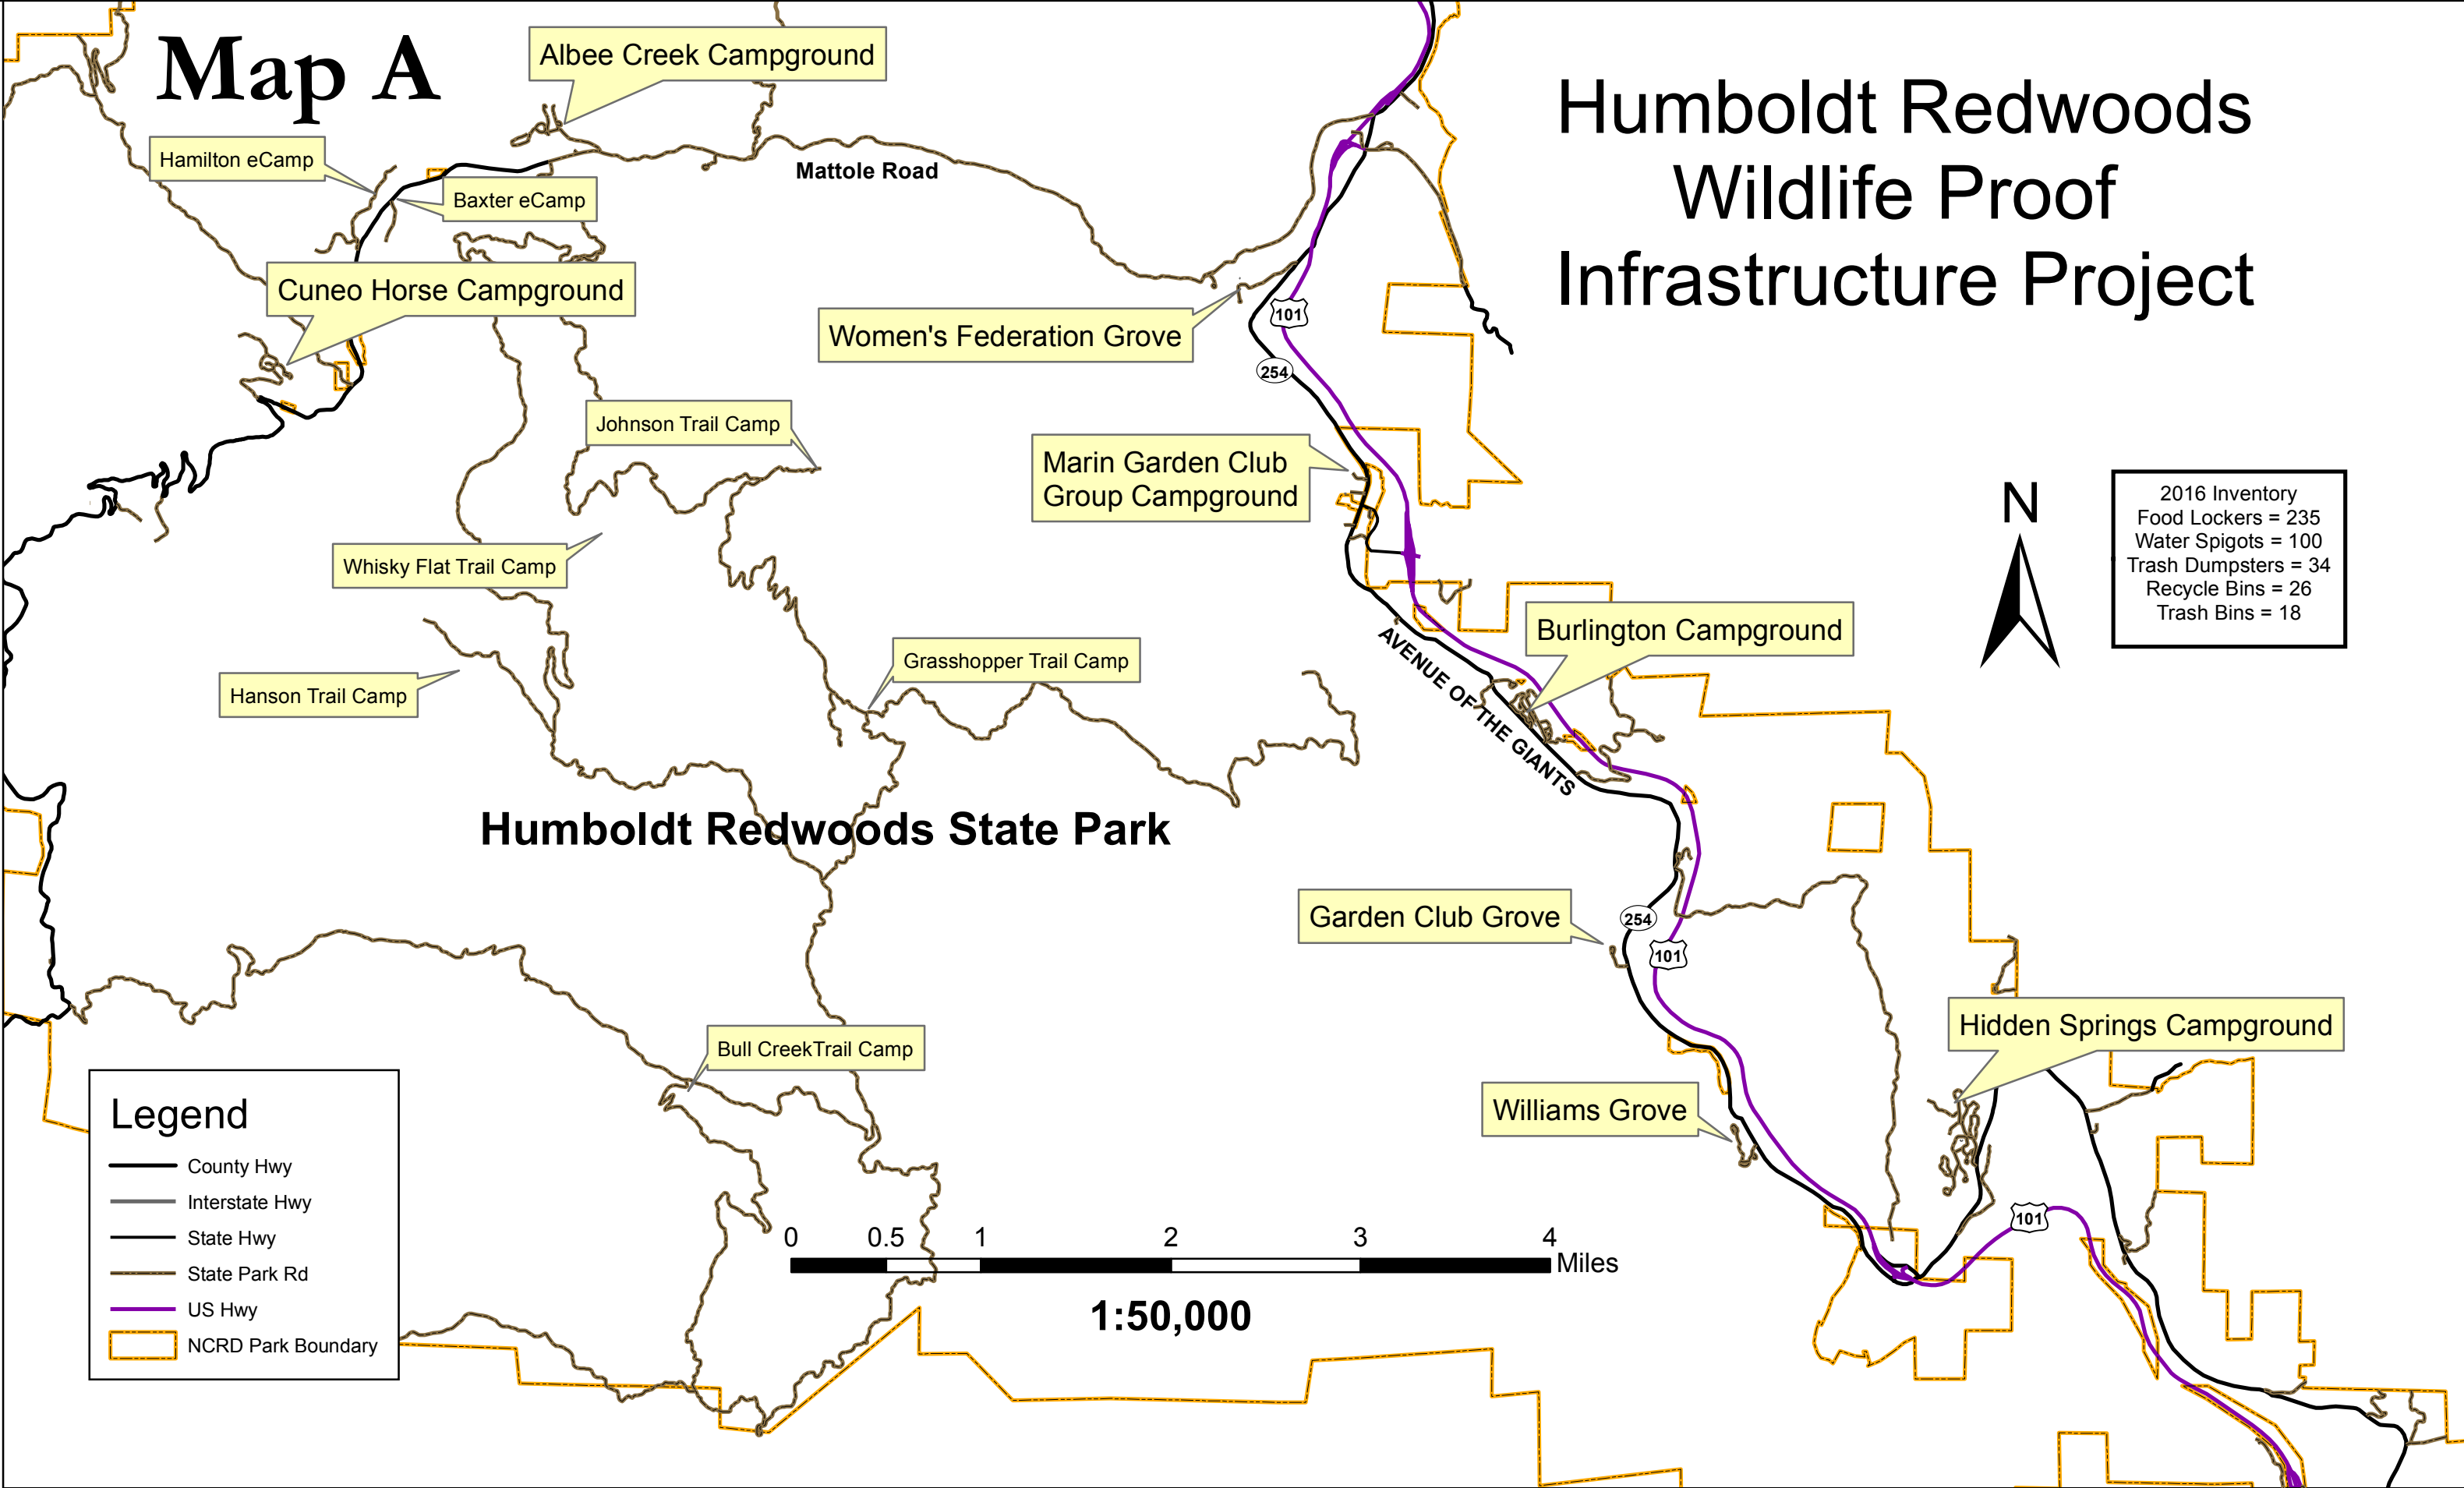 Map A
Humboldt Redwoods
Wildlife Proof
Infrastructure Project
Albee Creek Campground
Hamilton eCamp
Baxter eCamp
Mattole Road
Cuneo Horse Campground
Women's Federation Grove
101
254
Johnson Trail Camp
Marin Garden Club
Group Campground
N
2016 Inventory
Food Lockers = 235
Water Spigots = 100
Trash Dumpsters = 34
Recycle Bins = 26
Trash Bins = 18
Whisky Flat Trail Camp
Burlington Campground
AVENUE OF THE GIANTS
Grasshopper Trail Camp
Hanson Trail Camp
Humboldt Redwoods State Park
Garden Club Grove
254
101
Hidden Springs Campground
Bull CreekTrail Camp
Williams Grove
101
Legend
County Hwy
Interstate Hwy
State Hwy
State Park Rd
US Hwy
NCRD Park Boundary
0 0.5 1 2 3 4
Miles
1:50,000